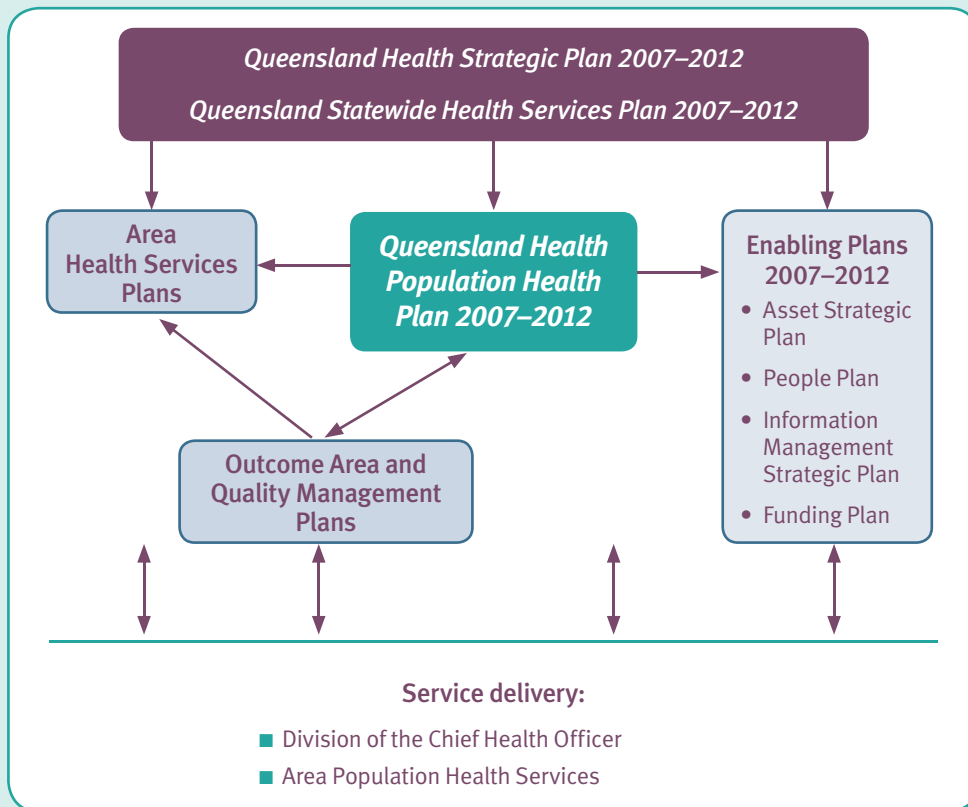 Queensland Health Strategic Plan 2007–2012
Queensland Statewide Health Services Plan 2007–2012
Area
Health Services
Plans
Queensland Health
Population Health
Plan 2007–2012
Enabling Plans
2007–2012
• Asset Strategic
Plan
• People Plan
• Information
Management
Strategic Plan
• Funding Plan
Outcome Area and
Quality Management
Plans
Service delivery:
■ Division of the Chief Health Officer
■ Area Population Health Services